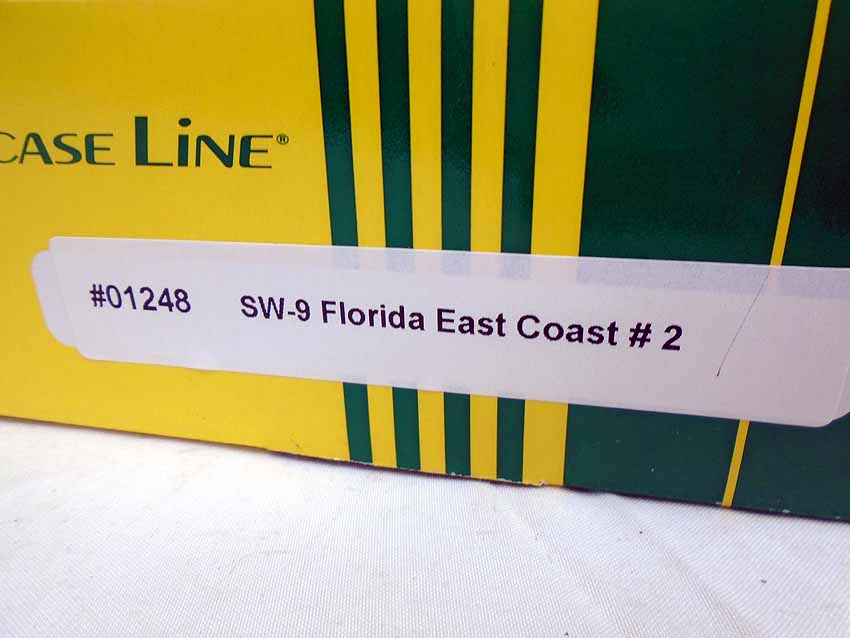 CASE LiNE®
#01248 SW-9 Florida East Coast # 2